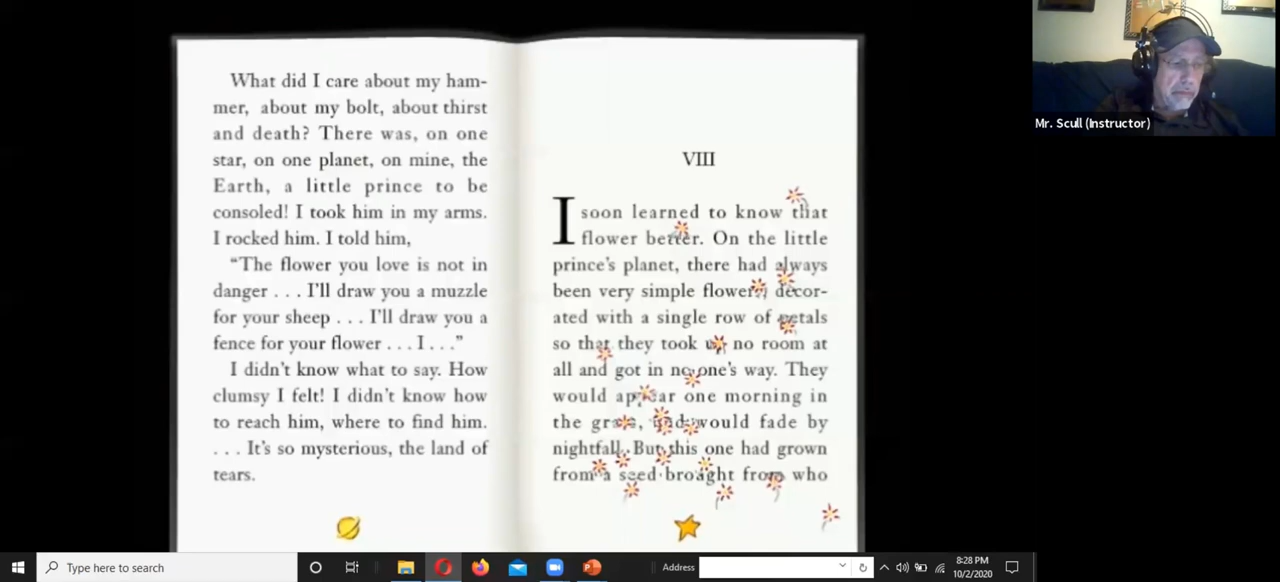 What did I care about my ham-
mer, about my bolt, about thirst
and death? There was, on one
star, on one planet, on mine, the
Earth, a little prince to be
consoled! I took him in my arms.
I rocked him. I told him,
“The flower you love is not in
danger . . . I’ll draw you a muzzle
for your sheep . . . I’ll draw you a
fence for your flower . . . I . . .”
I didn’t know what to say. How
clumsy I felt! I didn’t know how
to reach him, where to find him.
. . . It’s so mysterious, the land of
tears.
VIII
I soon learned to know that
flower better. On the little
prince’s planet, there had always
been very simple flowers, decor-
ated with a single row of petals
so that they took up no room at
all and got in no one’s way. They
would appear one morning in
the grass, and would fade by
nightfall. But this one had grown
from a seed brought from who
Mr. Scull (Instructor)
Type here to search
Address
8:28 PM
10/2/2020